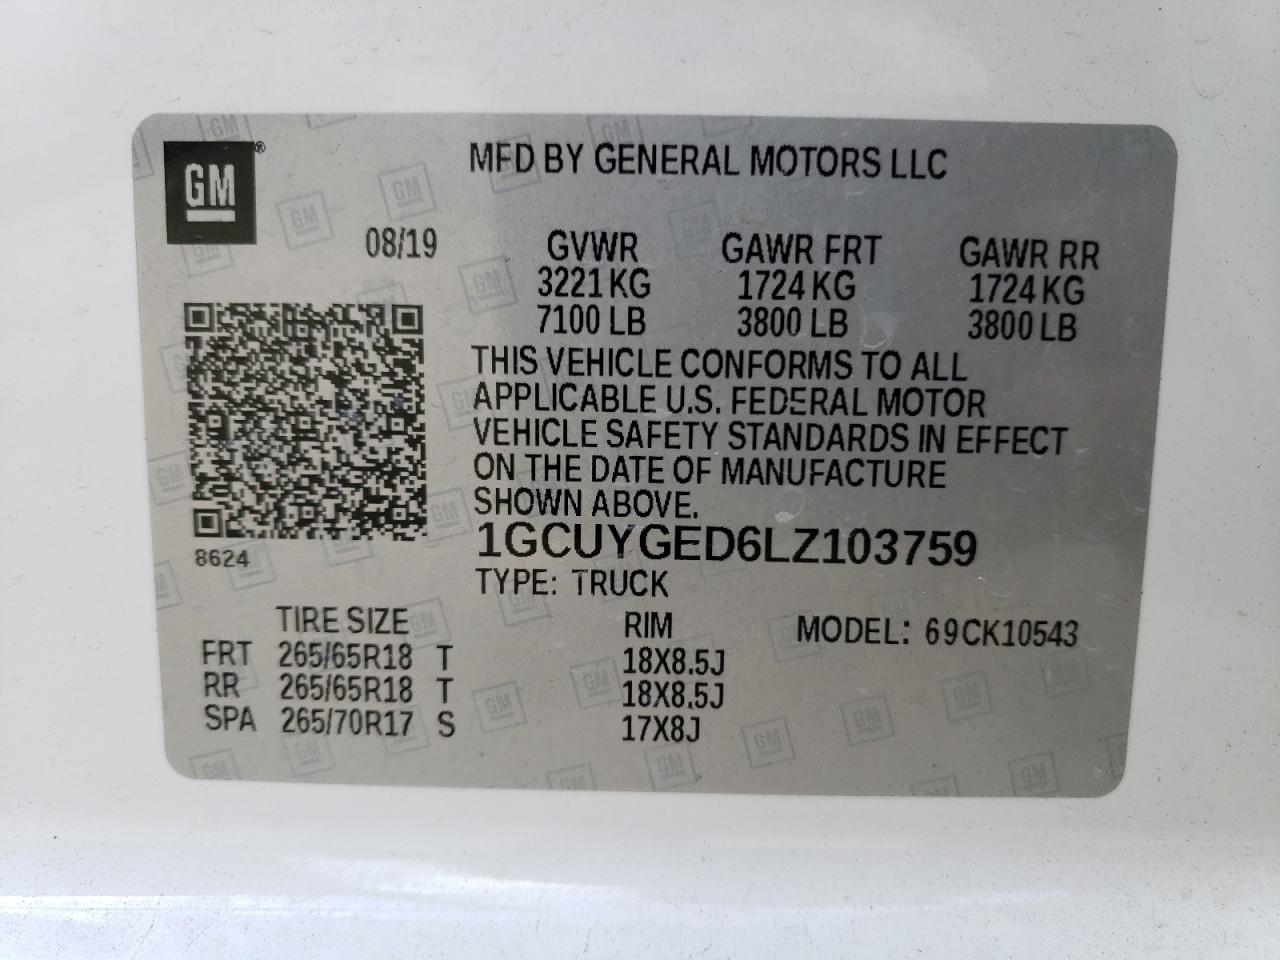 GM ®
MFD BY GENERAL MOTORS LLC
08/19
GVWR GAWR FRT GAWR RR
3221 KG 1724 KG 1724 KG
7100 LB 3800 LB 3800 LB
THIS VEHICLE CONFORMS TO ALL
APPLICABLE U.S. FEDERAL MOTOR
VEHICLE SAFETY STANDARDS IN EFFECT
ON THE DATE OF MANUFACTURE
SHOWN ABOVE.
1GCUYGED6LZ103759
8624
TYPE: TRUCK
TIRE SIZE RIM MODEL: 69CK10543
FRT 265/65R18 T 18X8.5J
RR 265/65R18 T 18X8.5J
SPA 265/70R17 S 17X8J